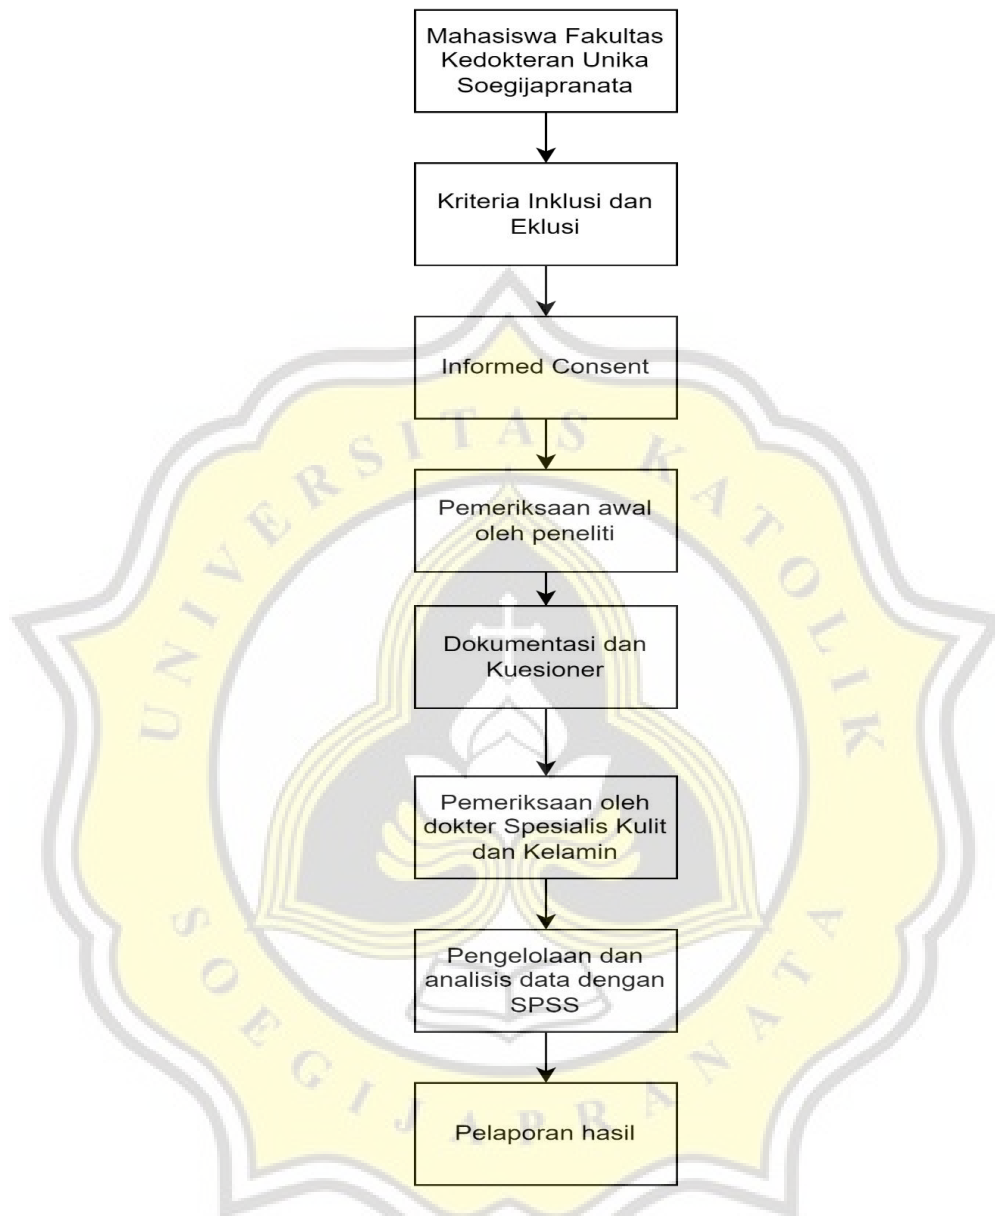 Mahasiswa Fakultas
Kedokteran Unika
Soegijapranata
Kriteria Inklusi dan
Eklusi
Informed Consent
UNIVERSITAS KATOLIK
Pemeriksaan awal
oleh peneliti
Dokumentasi dan
Kuesioner
Pemeriksaan oleh
dokter Spesialis Kulit
dan Kelamin
Pengelolaan dan
analisis data dengan
SPSS
SOEGIJAPRANATA
Pelaporan hasil